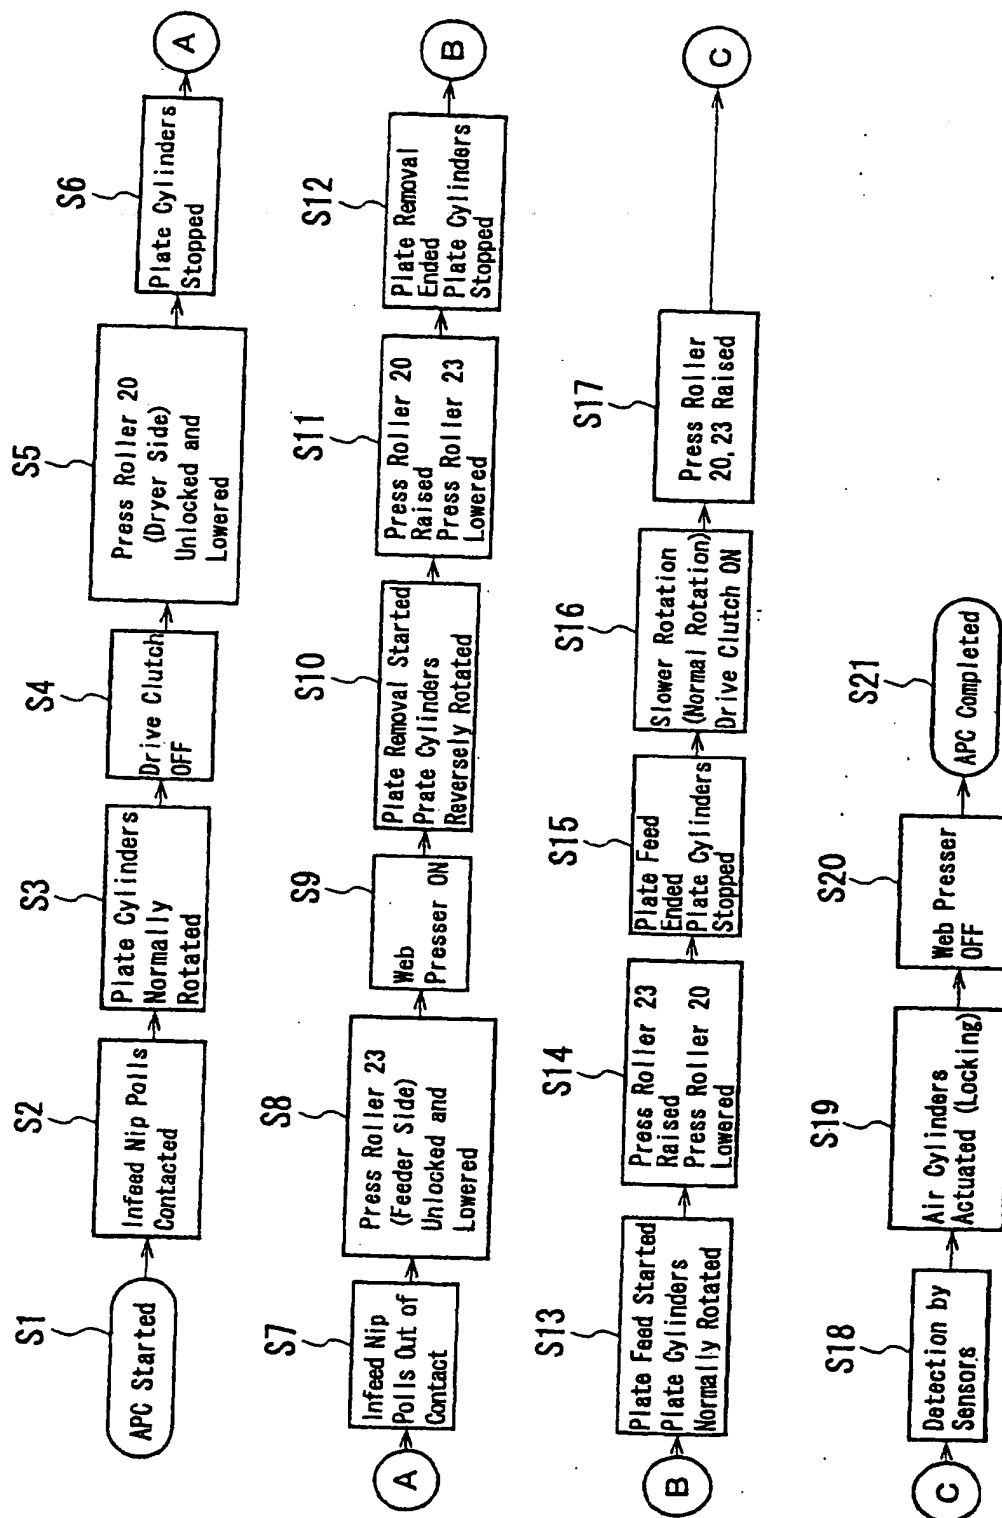 S1
APC Started
S2
Infeed Nip Polls
Contacted
S3
Plate Cylinders
Normally
Rotated
S4
Drive Clutch
OFF
S5
Press Roller 20
(Dryer Side)
Unlocked and
Lowered
S6
Plate Cylinders
Stopped
A
A
S7
Infeed Nip
Polls Out of
Contact
S8
Press Roller 23
(Feeder Side)
Unlocked and
Lowered
S9
Web
Presser ON
S10
Plate Removal Started
Prate Cylinders
Reversely Rotated
S11
Press Roller 20
Raised
Press Roller 23
Lowered
S12
Plate Removal
Ended
Plate Cylinders
Stopped
B
B
S13
Plate Feed Started
Plate Cylinders
Normally Rotated
S14
Press Roller 23
Raised
Press Roller 20
Lowered
S15
Plate Feed
Ended
Plate Cylinders
Stopped
S16
Slower Rotation
(Normal Rotation)
Drive Clutch ON
S17
Press Roller
20, 23 Raised
C
C
S18
Detection by
Sensors
S19
Air Cylinders
Actuated (Locking)
S20
Web Presser
OFF
S21
APC Completed